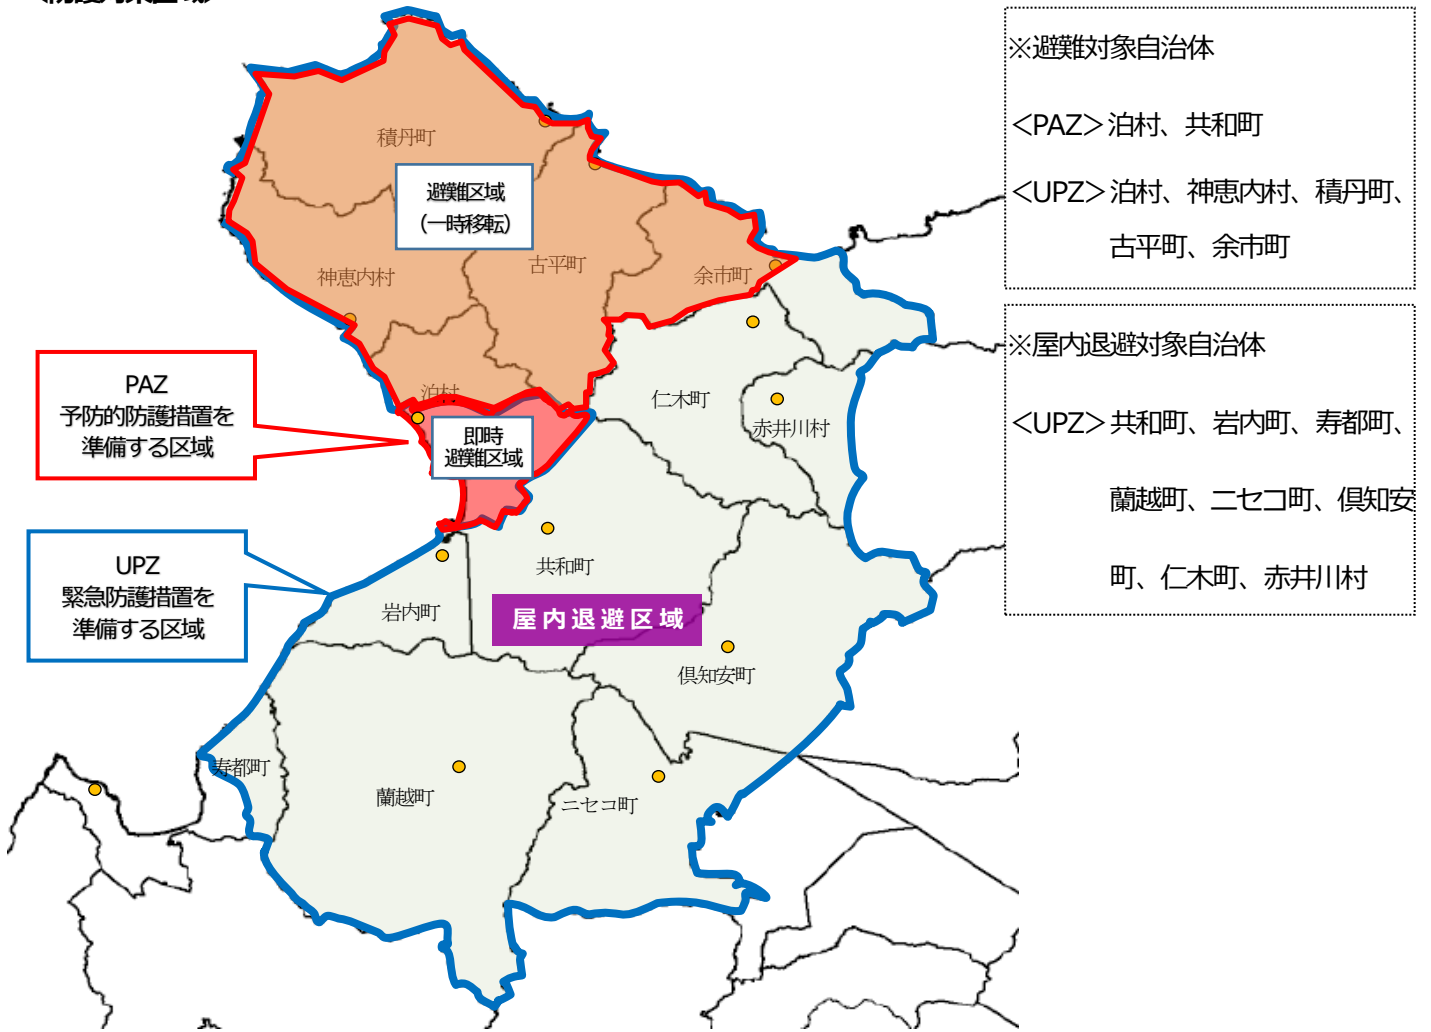 ※避難対象自治体
<PAZ>泊村、共和町
<UPZ>泊村、神恵内村、積丹町、
古平町、余市町
※屋内退避対象自治体
<UPZ>共和町、岩内町、寿都町、
蘭越町、ニセコ町、倶知安
町、仁木町、赤井川村
積丹町
避難区域
(一時移転)
古平町
神恵内村
余市町
PAZ
予防的防護措置を
準備する区域
泊村
仁木町
赤井川村
即時
避難区域
UPZ
緊急防護措置を
準備する区域
共和町
岩内町
屋内退避区域
倶知安町
寿都町
蘭越町
ニセコ町